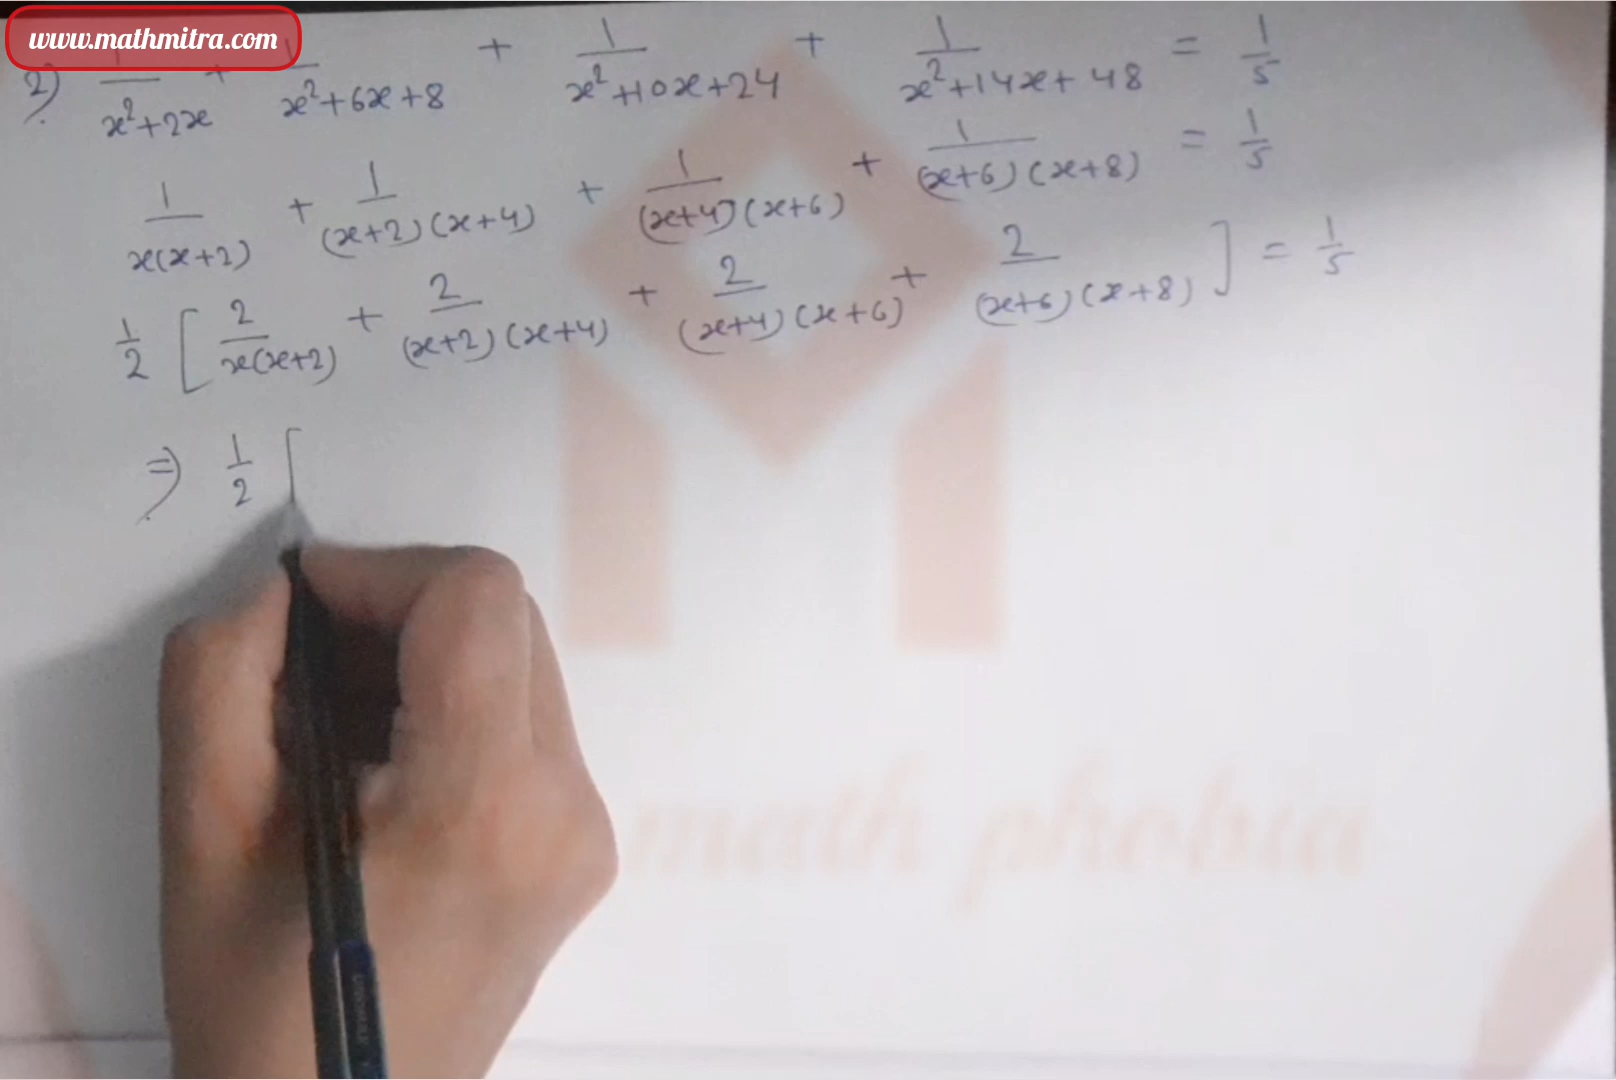 www.mathmitra.com
2) 1/(x²+2x) + 1/(x²+6x+8) + 1/(x²+10x+24) + 1/(x²+14x+48) = 1/5
1/(x(x+2)) + 1/((x+2)(x+4)) + 1/((x+4)(x+6)) + 1/((x+6)(x+8)) = 1/5
1/2 [ 2/(x(x+2)) + 2/((x+2)(x+4)) + 2/((x+4)(x+6)) + 2/((x+6)(x+8)) ] = 1/5
⇒ 1/2 [
math phobia